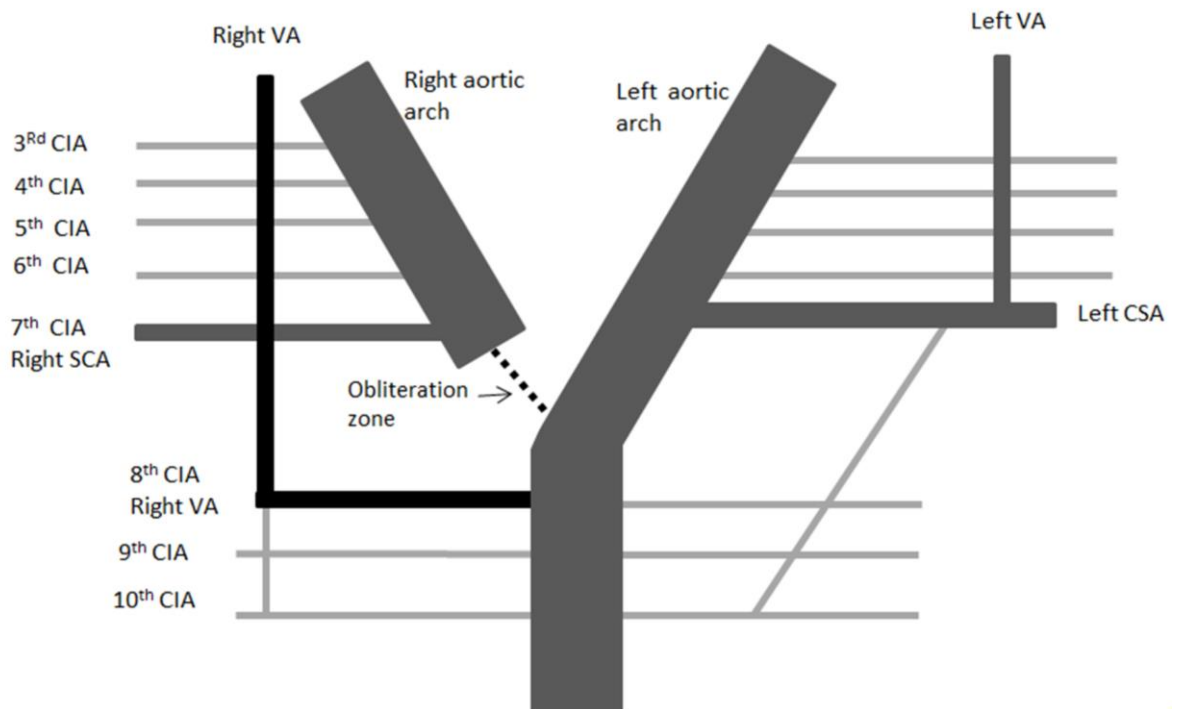 Right VA
Left VA
Right aortic
arch
Left aortic
arch
3Rd CIA
4th CIA
5th CIA
6th CIA
7th CIA
Right SCA
Left CSA
Obliteration
zone
8th CIA
Right VA
9th CIA
10th CIA